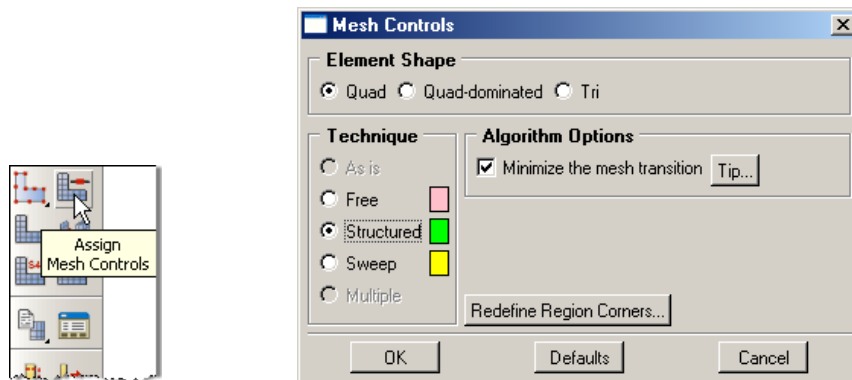 Mesh Controls
Element Shape
Quad Quad-dominated Tri
Technique
As is
Free
Structured
Sweep
Multiple
Algorithm Options
Minimize the mesh transition Tip...
Redefine Region Corners...
OK Defaults Cancel
Assign
Mesh Controls